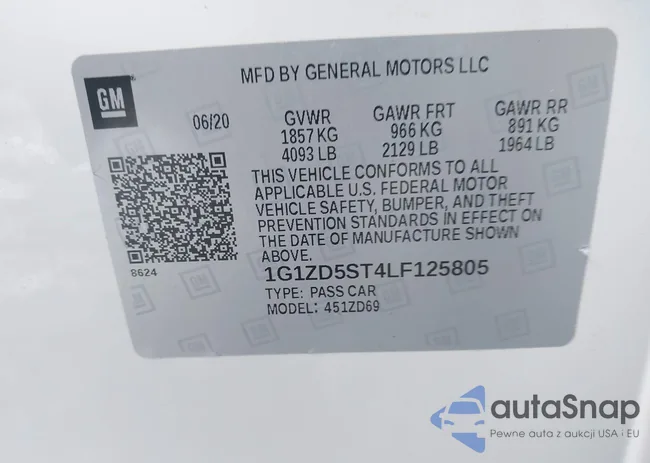 MFD BY GENERAL MOTORS LLC
GM
06/20 GVWR GAWR FRT GAWR RR
1857 KG 966 KG 891 KG
4093 LB 2129 LB 1964 LB
THIS VEHICLE CONFORMS TO ALL
APPLICABLE U.S. FEDERAL MOTOR
VEHICLE SAFETY, BUMPER, AND THEFT
PREVENTION STANDARDS IN EFFECT ON
THE DATE OF MANUFACTURE SHOWN
ABOVE.
8624
1G1ZD5ST4LF125805
TYPE: PASS CAR
MODEL: 451ZD69
autaSnap
Pewne auta z aukcji USA i EU